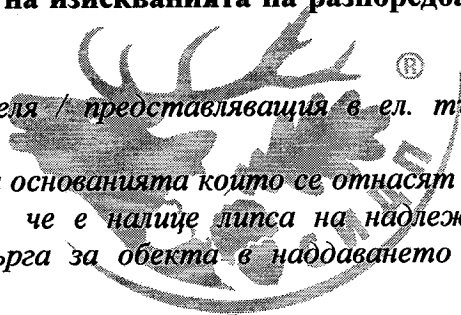 на изискванията на разпоредба
еля / представляващия в ел. т
основанията които се отнасят
че е налице липса на надлеж
ърга за обекта в наддаването
®